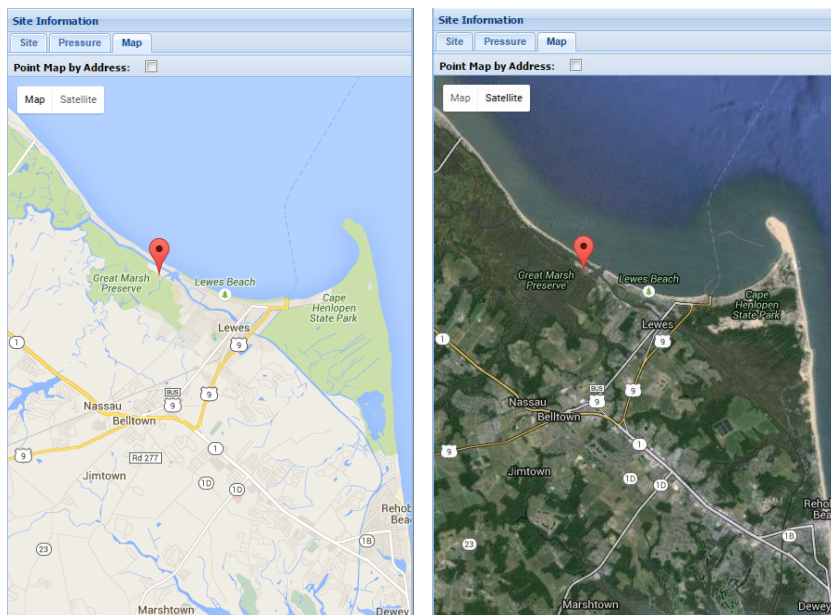 Site Information
Site Pressure Map
Point Map by Address:
Map Satellite
Great Marsh
Preserve
Lewes Beach
Cape
Henlopen
State Park
Lewes
9
1
BUS
9
9
Nassau
Belltown
9
Rd 277
1
Jimtown
1D
1D
Rehob
Beac
1B
23
Marshtown
Dewey
Site Information
Site Pressure Map
Point Map by Address:
Map Satellite
Great Marsh
Preserve
Lewes Beach
Cape
Henlopen
State Park
Lewes
1
9
BUS
9
9
Nassau
Belltown
1
9
Jimtown
1D
1D
Rehob
Bea
23
1B
Marshtown
Dewey